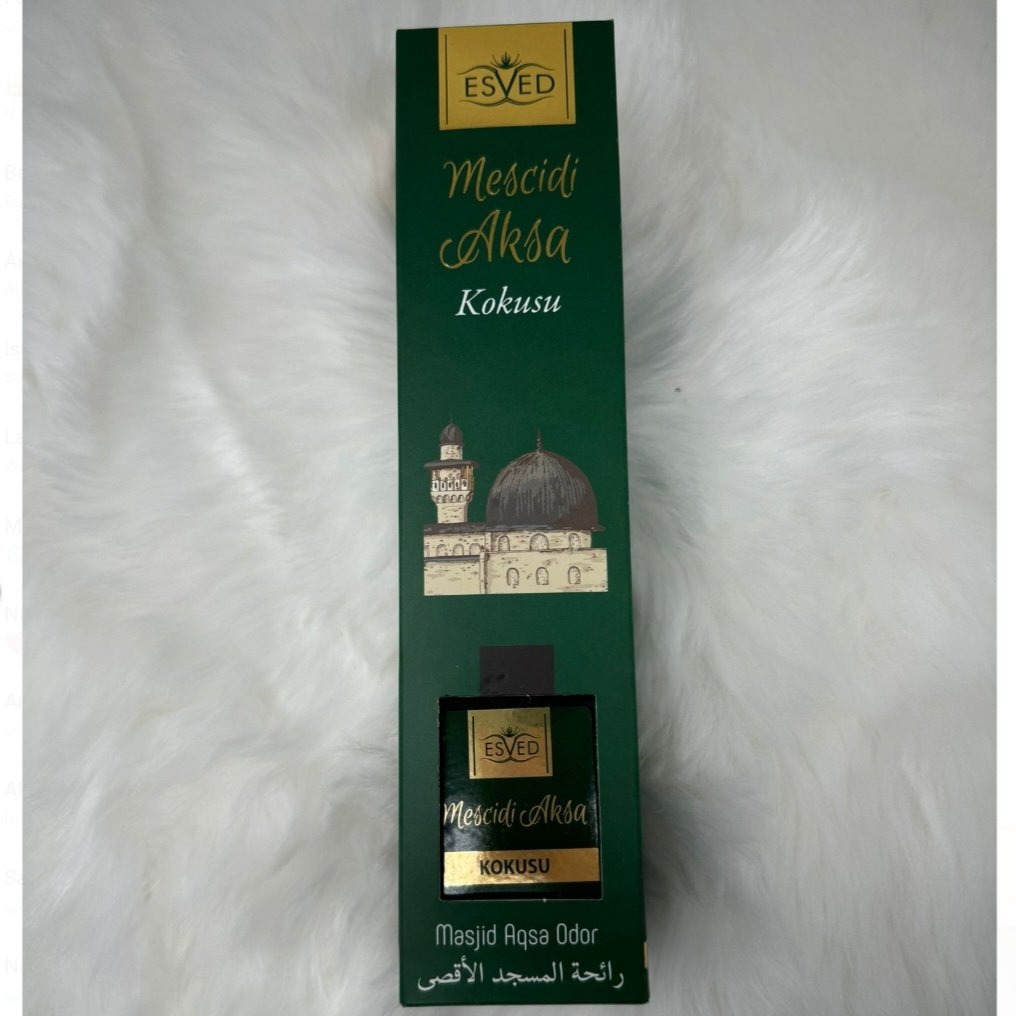 ESVED
Mescidi
Aksa
Kokusu
ESVED
Mescidi Aksa
KOKUSU
Masjid Aqsa Odor
رائحة المسجد الأقصى